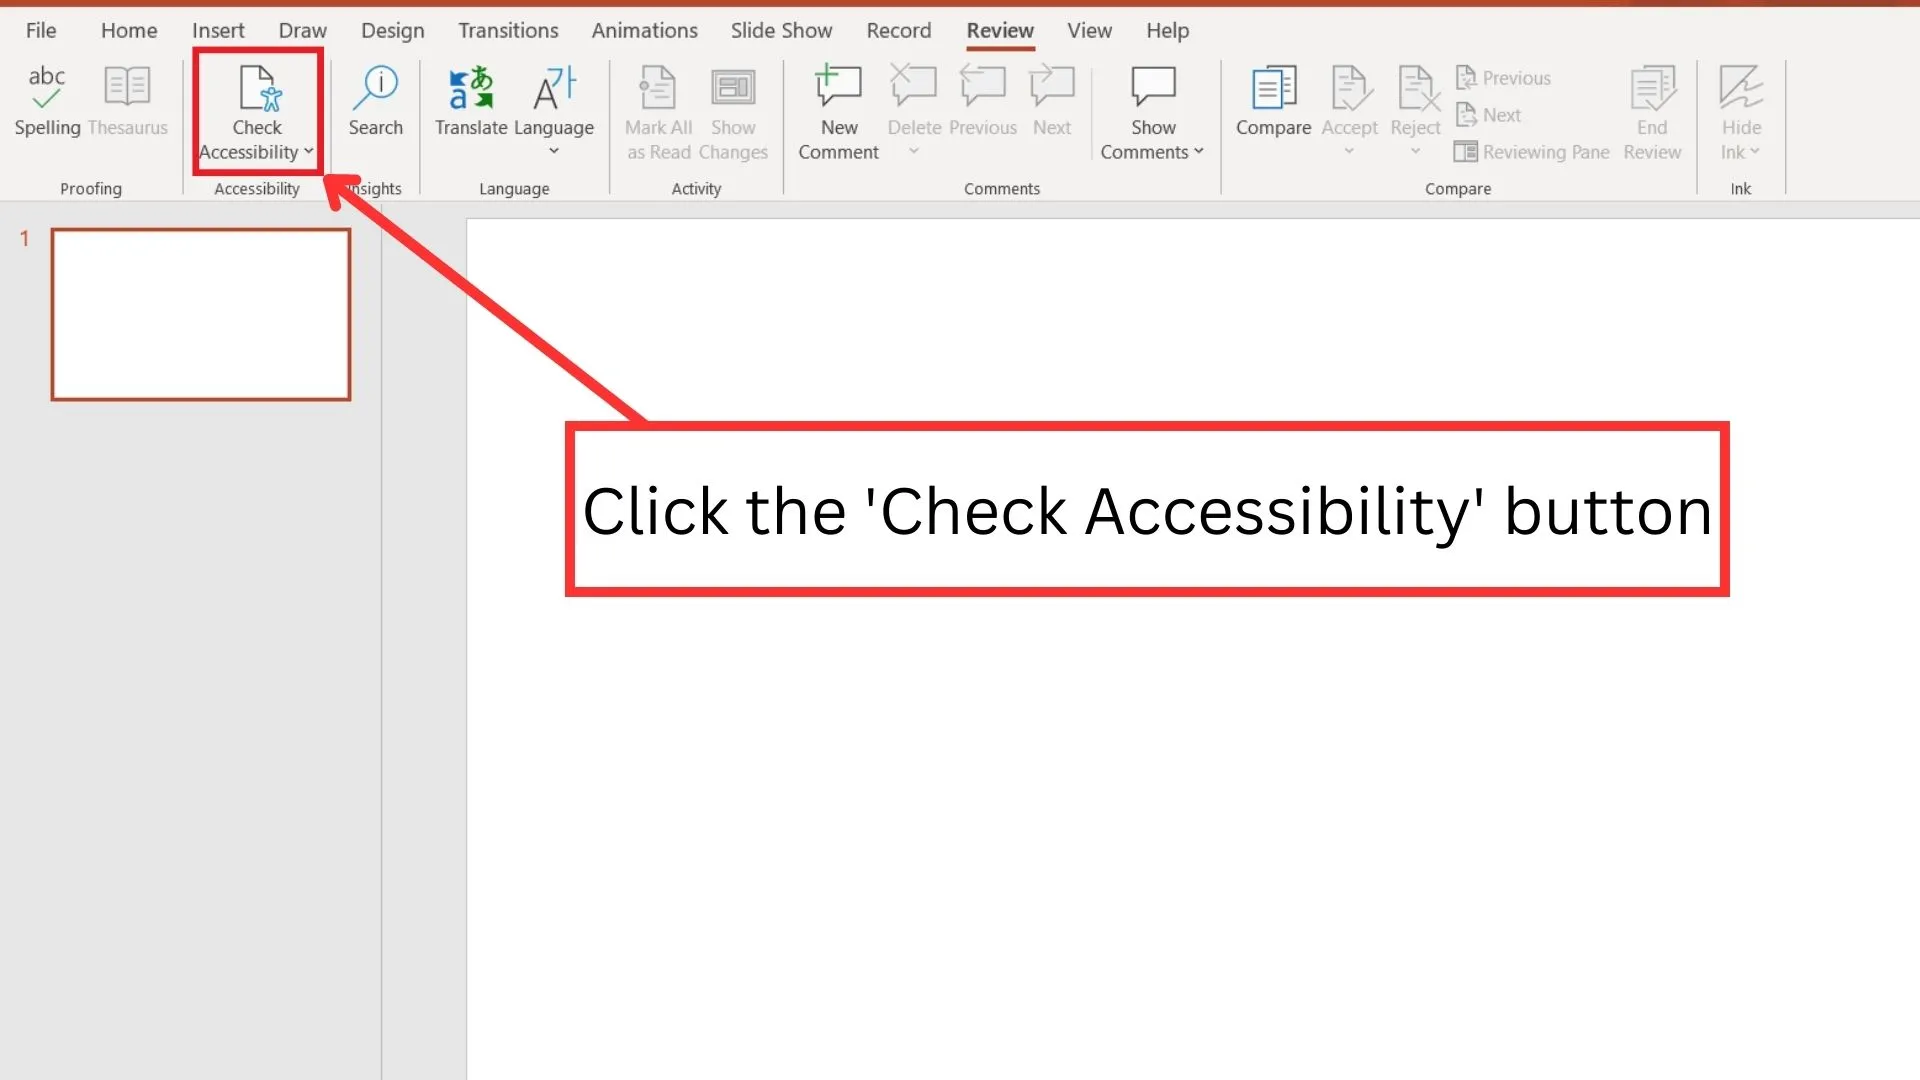 File Home Insert Draw Design Transitions Animations Slide Show Record Review View Help
abc
Spelling Thesaurus
Proofing
Check
Accessibility
Accessibility
Search
Insights
a あ
Translate
A가
Language
Language
Mark All
as Read
Show
Changes
Activity
New
Comment
Delete Previous Next
Show
Comments
Comments
Compare Accept Reject
Previous
Next
Reviewing Pane
End
Review
Compare
Hide
Ink
Ink
1
Click the 'Check Accessibility' button